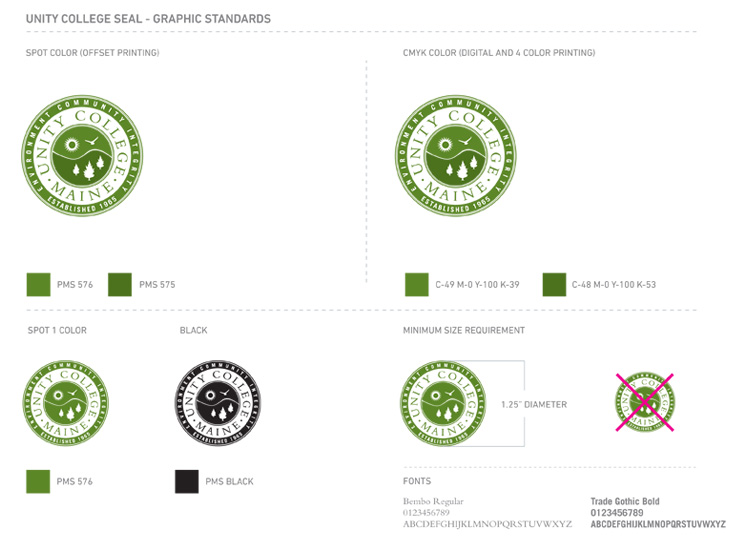 UNITY COLLEGE SEAL - GRAPHIC STANDARDS
SPOT COLOR (OFFSET PRINTING)
CMYK COLOR (DIGITAL AND 4 COLOR PRINTING)
ENVIRONMENT COMMUNITY INTEGRITY
UNITY COLLEGE
· MAINE ·
ESTABLISHED 1965
ENVIRONMENT COMMUNITY INTEGRITY
UNITY COLLEGE
· MAINE ·
ESTABLISHED 1965
PMS 576
PMS 575
C-49 M-0 Y-100 K-39
C-48 M-0 Y-100 K-53
SPOT 1 COLOR
BLACK
MINIMUM SIZE REQUIREMENT
ENVIRONMENT COMMUNITY INTEGRITY
UNITY COLLEGE
· MAINE ·
ESTABLISHED 1965
ENVIRONMENT COMMUNITY INTEGRITY
UNITY COLLEGE
· MAINE ·
ESTABLISHED 1965
ENVIRONMENT COMMUNITY INTEGRITY
UNITY COLLEGE
· MAINE ·
ESTABLISHED 1965
1.25" DIAMETER
PMS 576
PMS BLACK
FONTS
Bembo Regular
0123456789
ABCDEFGHIJKLMNOPQRSTUVWXYZ
Trade Gothic Bold
0123456789
ABCDEFGHIJKLMNOPQRSTUVWXYZ